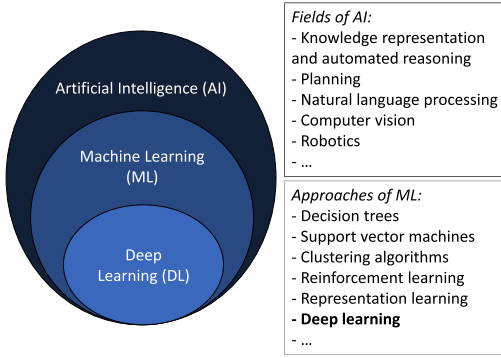 Artificial Intelligence (AI)
Machine Learning
(ML)
Deep
Learning (DL)
Fields of AI:
- Knowledge representation
and automated reasoning
- Planning
- Natural language processing
- Computer vision
- Robotics
- ...
Approaches of ML:
- Decision trees
- Support vector machines
- Clustering algorithms
- Reinforcement learning
- Representation learning
- Deep learning
- ...